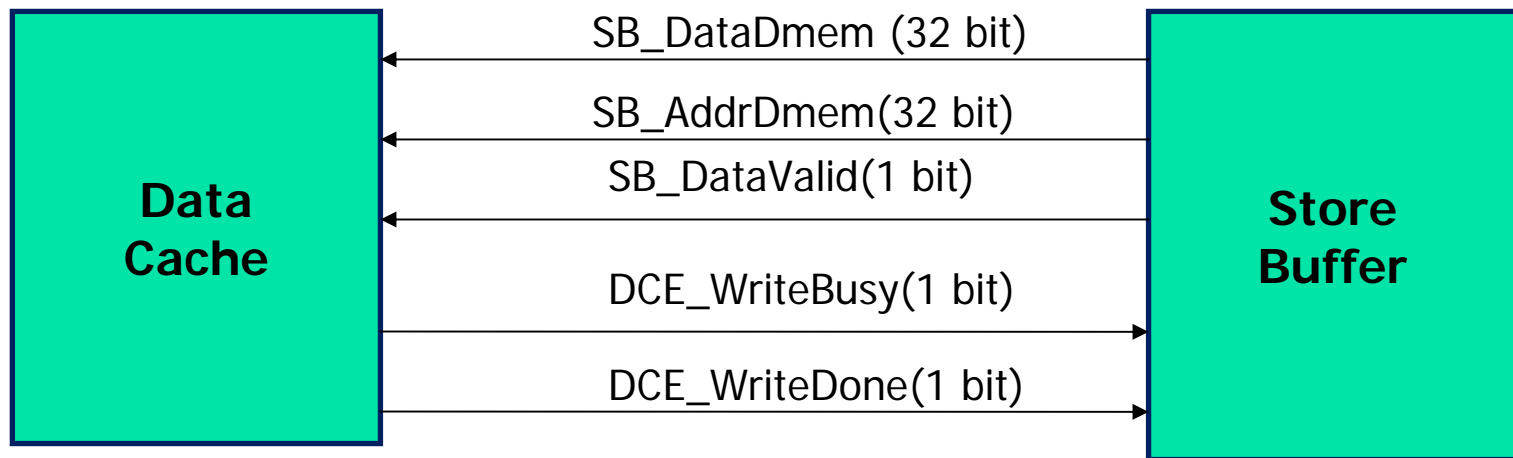 SB_DataDmem (32 bit)
SB_AddrDmem(32 bit)
SB_DataValid(1 bit)
Data
Cache
Store
Buffer
DCE_WriteBusy(1 bit)
DCE_WriteDone(1 bit)